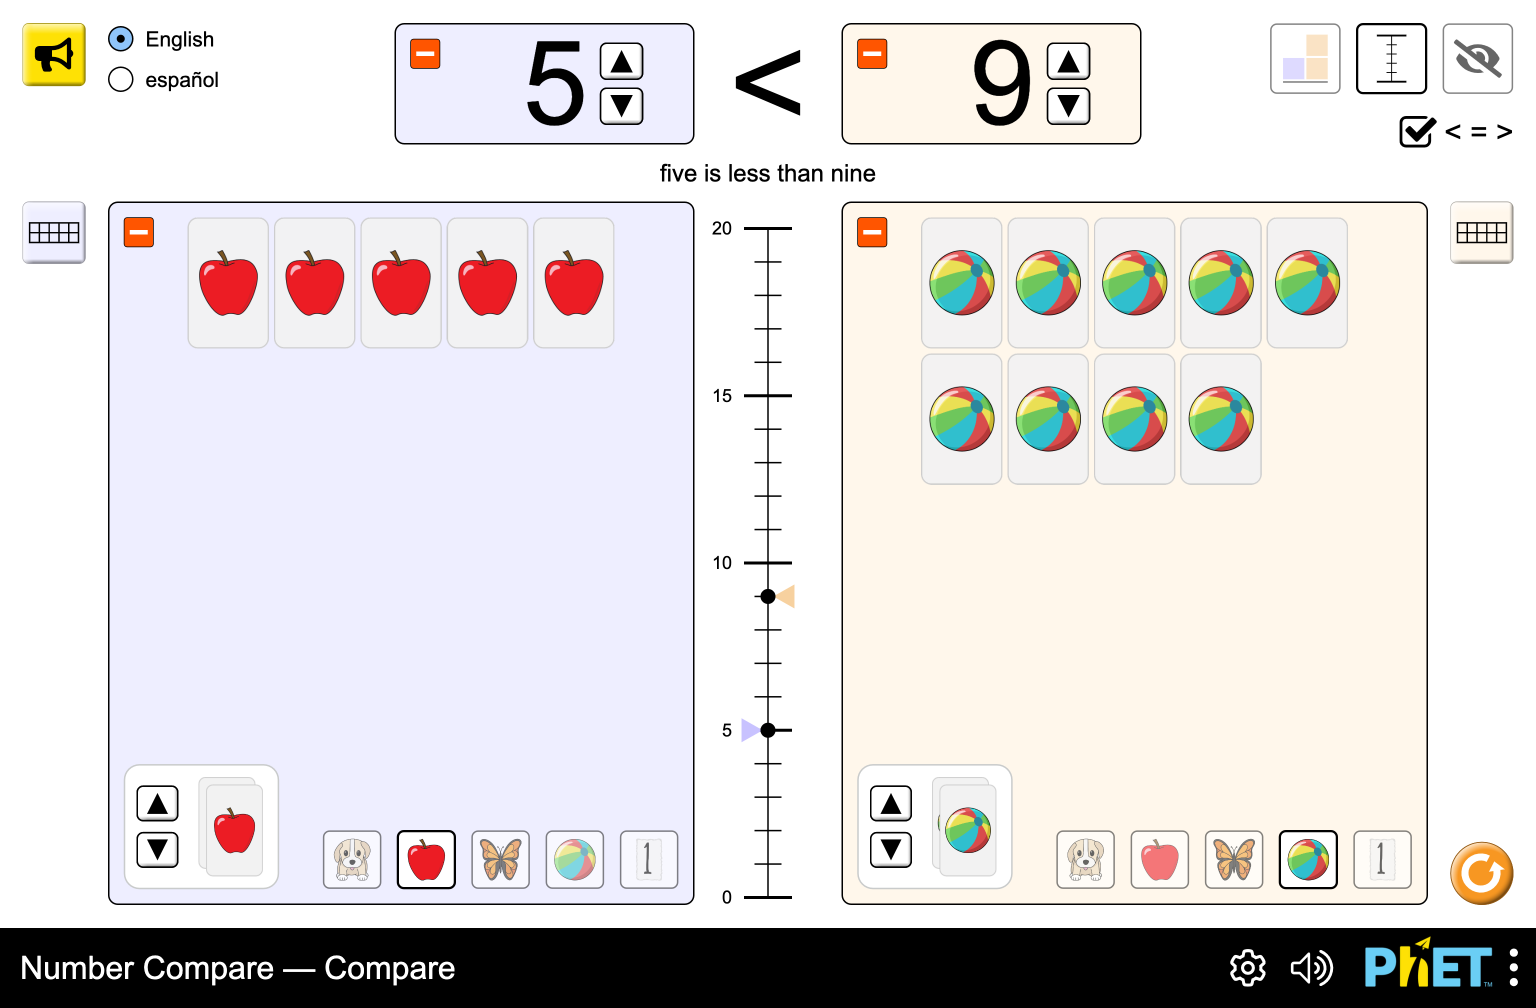 English
español
5 < 9
< = >
five is less than nine
20
15
10
5
0
1
1
Number Compare — Compare
PhET™